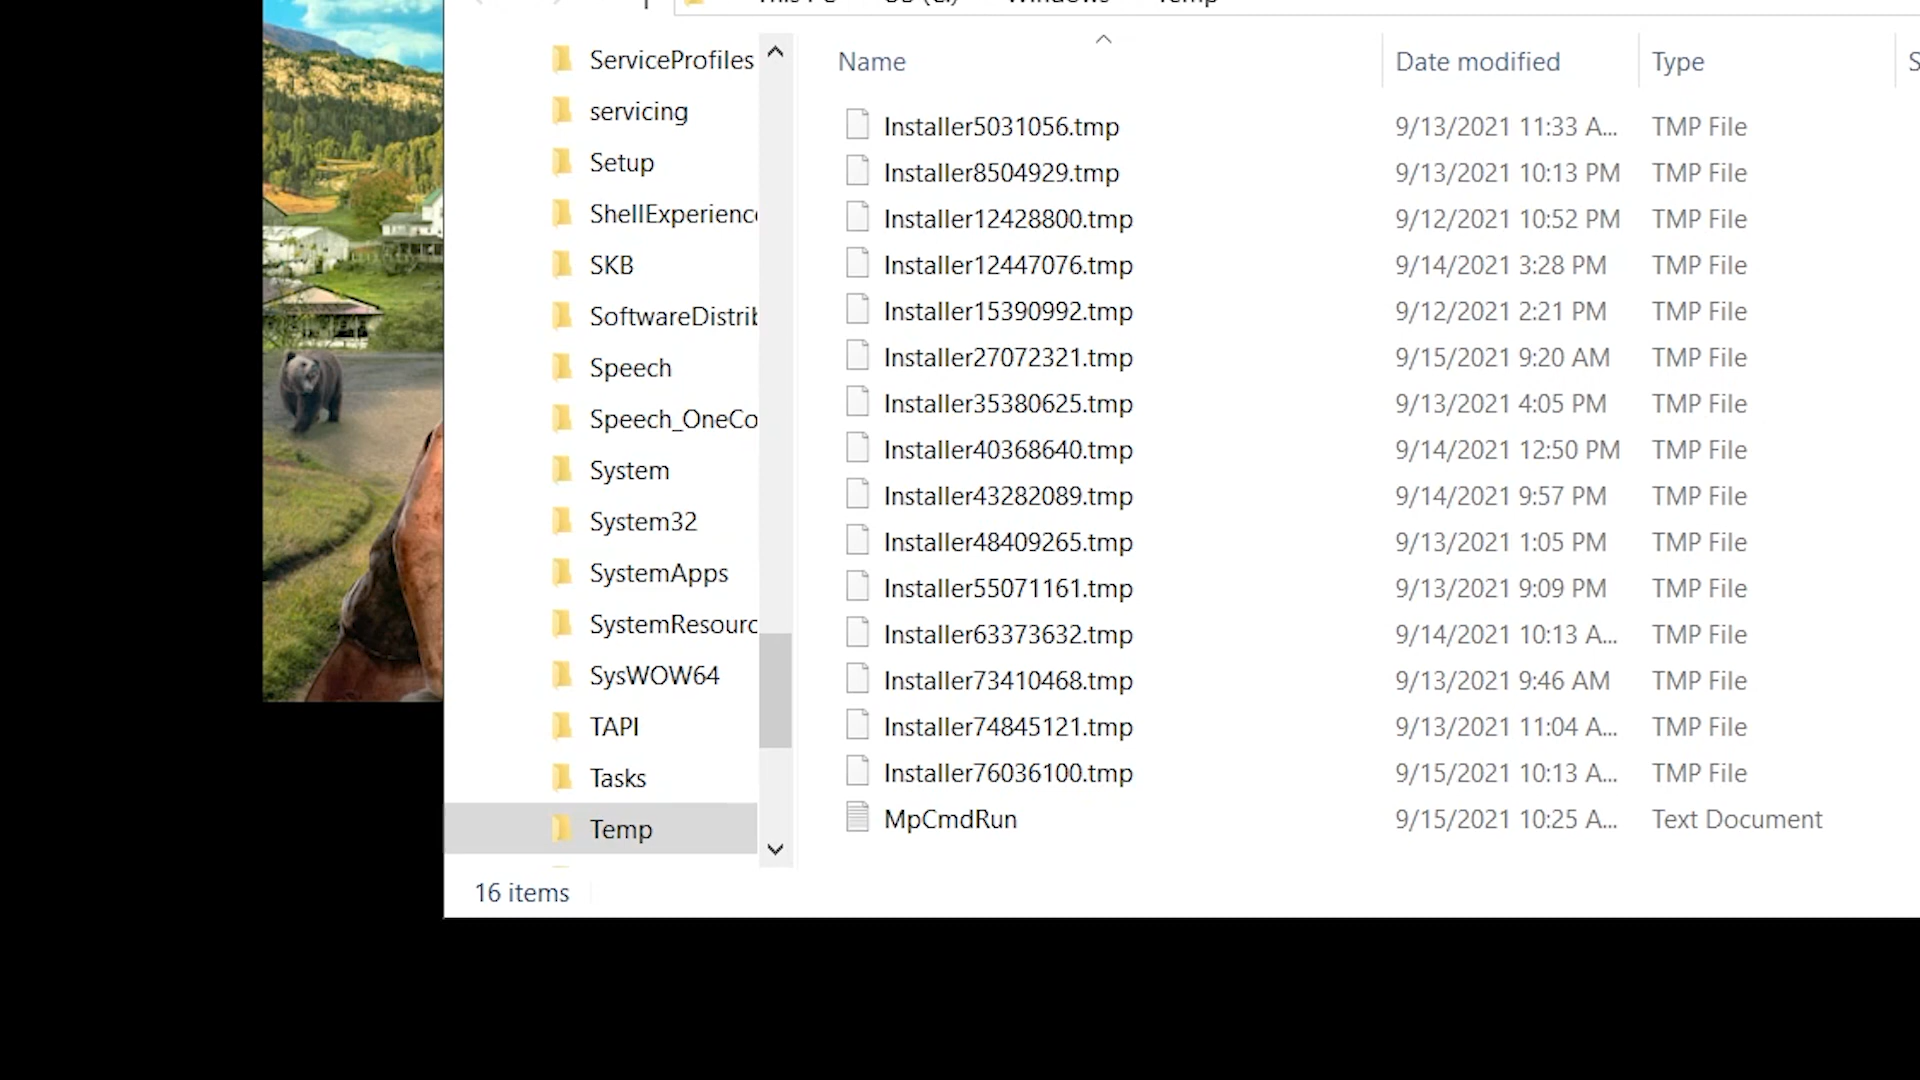 Temp
ServiceProfiles
servicing
Setup
ShellExperienc
SKB
SoftwareDistrib
Speech
Speech_OneCo
System
System32
SystemApps
SystemResourc
SysWOW64
TAPI
Tasks
Temp
Name Date modified Type S
Installer5031056.tmp 9/13/2021 11:33 A... TMP File
Installer8504929.tmp 9/13/2021 10:13 PM TMP File
Installer12428800.tmp 9/12/2021 10:52 PM TMP File
Installer12447076.tmp 9/14/2021 3:28 PM TMP File
Installer15390992.tmp 9/12/2021 2:21 PM TMP File
Installer27072321.tmp 9/15/2021 9:20 AM TMP File
Installer35380625.tmp 9/13/2021 4:05 PM TMP File
Installer40368640.tmp 9/14/2021 12:50 PM TMP File
Installer43282089.tmp 9/14/2021 9:57 PM TMP File
Installer48409265.tmp 9/13/2021 1:05 PM TMP File
Installer55071161.tmp 9/13/2021 9:09 PM TMP File
Installer63373632.tmp 9/14/2021 10:13 A... TMP File
Installer73410468.tmp 9/13/2021 9:46 AM TMP File
Installer74845121.tmp 9/13/2021 11:04 A... TMP File
Installer76036100.tmp 9/15/2021 10:13 A... TMP File
MpCmdRun 9/15/2021 10:25 A... Text Document
16 items